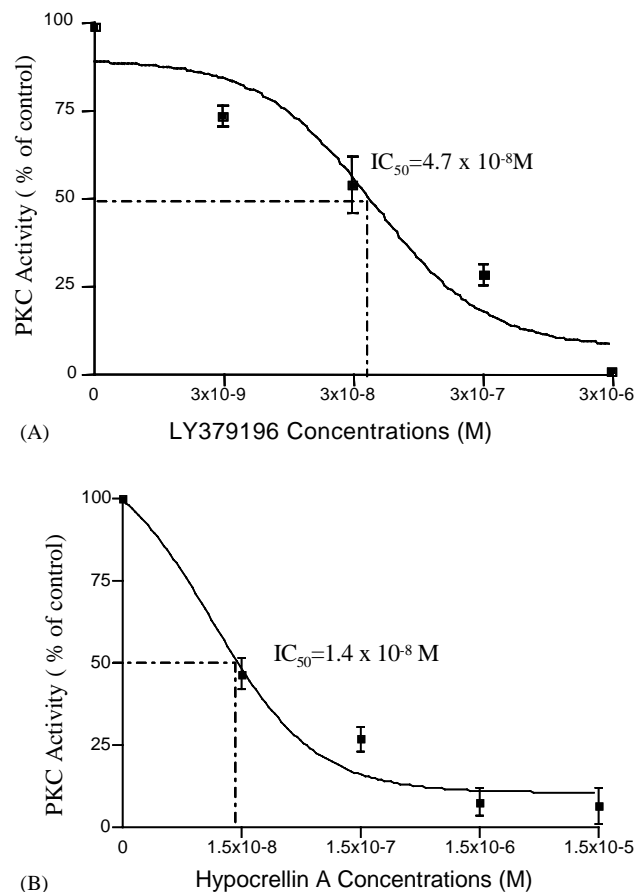 100
75
50
25
0
PKC Activity ( % of control)
IC50=4.7 x 10-8M
0 3x10-9 3x10-8 3x10-7 3x10-6
(A) LY379196 Concentrations (M)
100
75
50
25
0
PKC Activity ( % of control)
IC50=1.4 x 10-8 M
0 1.5x10-8 1.5x10-7 1.5x10-6 1.5x10-5
(B) Hypocrellin A Concentrations (M)